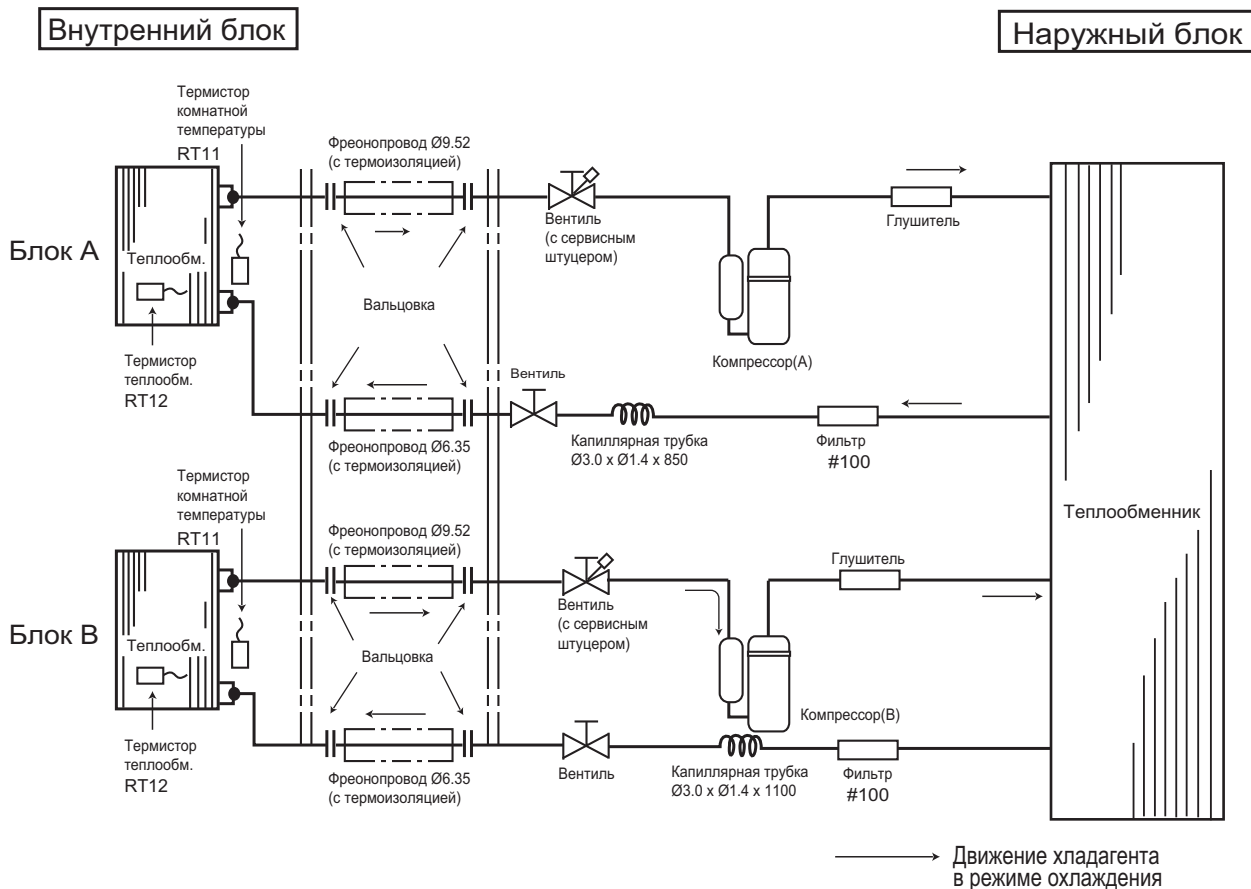 Внутренний блок
Наружный блок
Термистор
комнатной
температуры
RT11
Фреонопровод Ø9.52
(с термоизоляцией)
Вентиль
(с сервисным
штуцером)
Глушитель
Блок А
Теплообм.
Вальцовка
Компрессор(А)
Термистор
теплообм.
RT12
Вентиль
Фреонопровод Ø6.35
(с термоизоляцией)
Капиллярная трубка
Ø3.0 x Ø1.4 x 850
Фильтр
#100
Теплообменник
Термистор
комнатной
температуры
RT11
Фреонопровод Ø9.52
(с термоизоляцией)
Вентиль
(с сервисным
штуцером)
Глушитель
Блок В
Теплообм.
Вальцовка
Компрессор(В)
Термистор
теплообм.
RT12
Фреонопровод Ø6.35
(с термоизоляцией)
Вентиль
Капиллярная трубка
Ø3.0 x Ø1.4 x 1100
Фильтр
#100
Движение хладагента
в режиме охлаждения